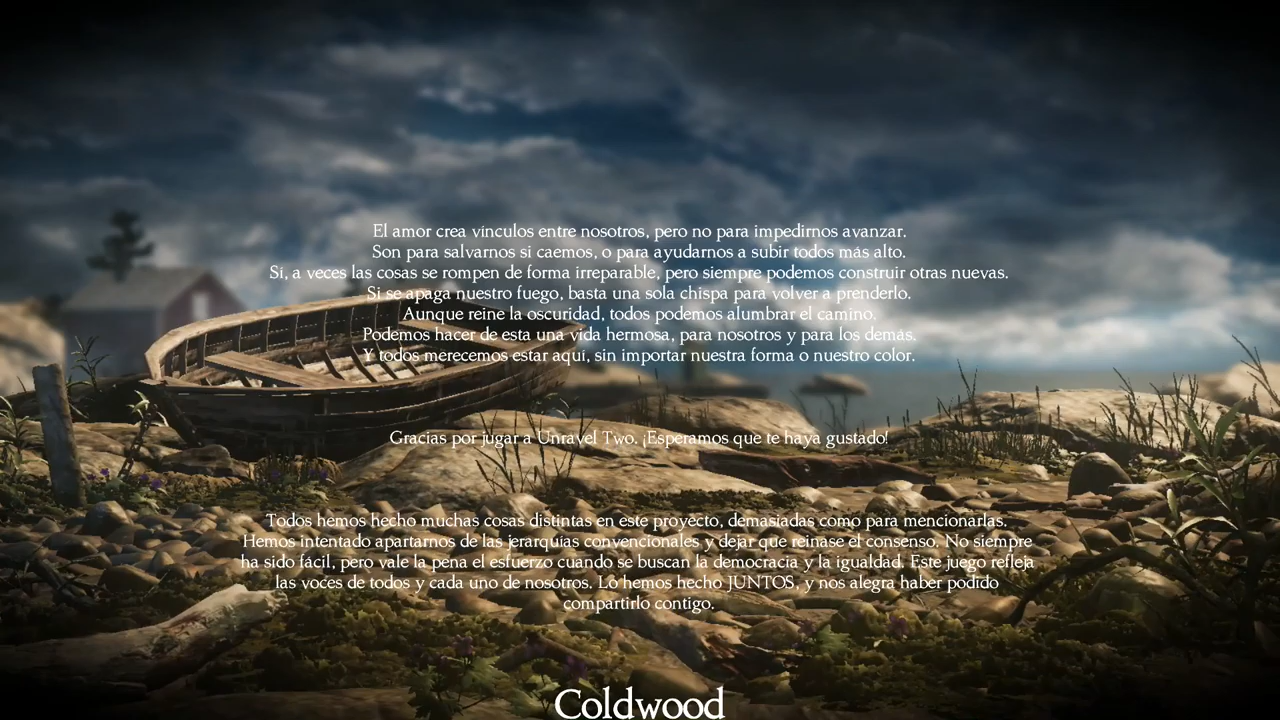 El amor crea vínculos entre nosotros, pero no para impedirnos avanzar.
Son para salvarnos si caemos, o para ayudarnos a subir todos más alto.
Sí, a veces las cosas se rompen de forma irreparable, pero siempre podemos construir otras nuevas.
Si se apaga nuestro fuego, basta una sola chispa para volver a prenderlo.
Aunque reine la oscuridad, todos podemos alumbrar el camino.
Podemos hacer de esta una vida hermosa, para nosotros y para los demás.
Y todos merecemos estar aquí, sin importar nuestra forma o nuestro color.
Gracias por jugar a Unravel Two. ¡Esperamos que te haya gustado!
Todos hemos hecho muchas cosas distintas en este proyecto, demasiadas como para mencionarlas.
Hemos intentado apartarnos de las jerarquías convencionales y dejar que reinase el consenso. No siempre
ha sido fácil, pero vale la pena el esfuerzo cuando se buscan la democracia y la igualdad. Este juego refleja
las voces de todos y cada uno de nosotros. Lo hemos hecho JUNTOS, y nos alegra haber podido
compartirlo contigo.
Coldwood